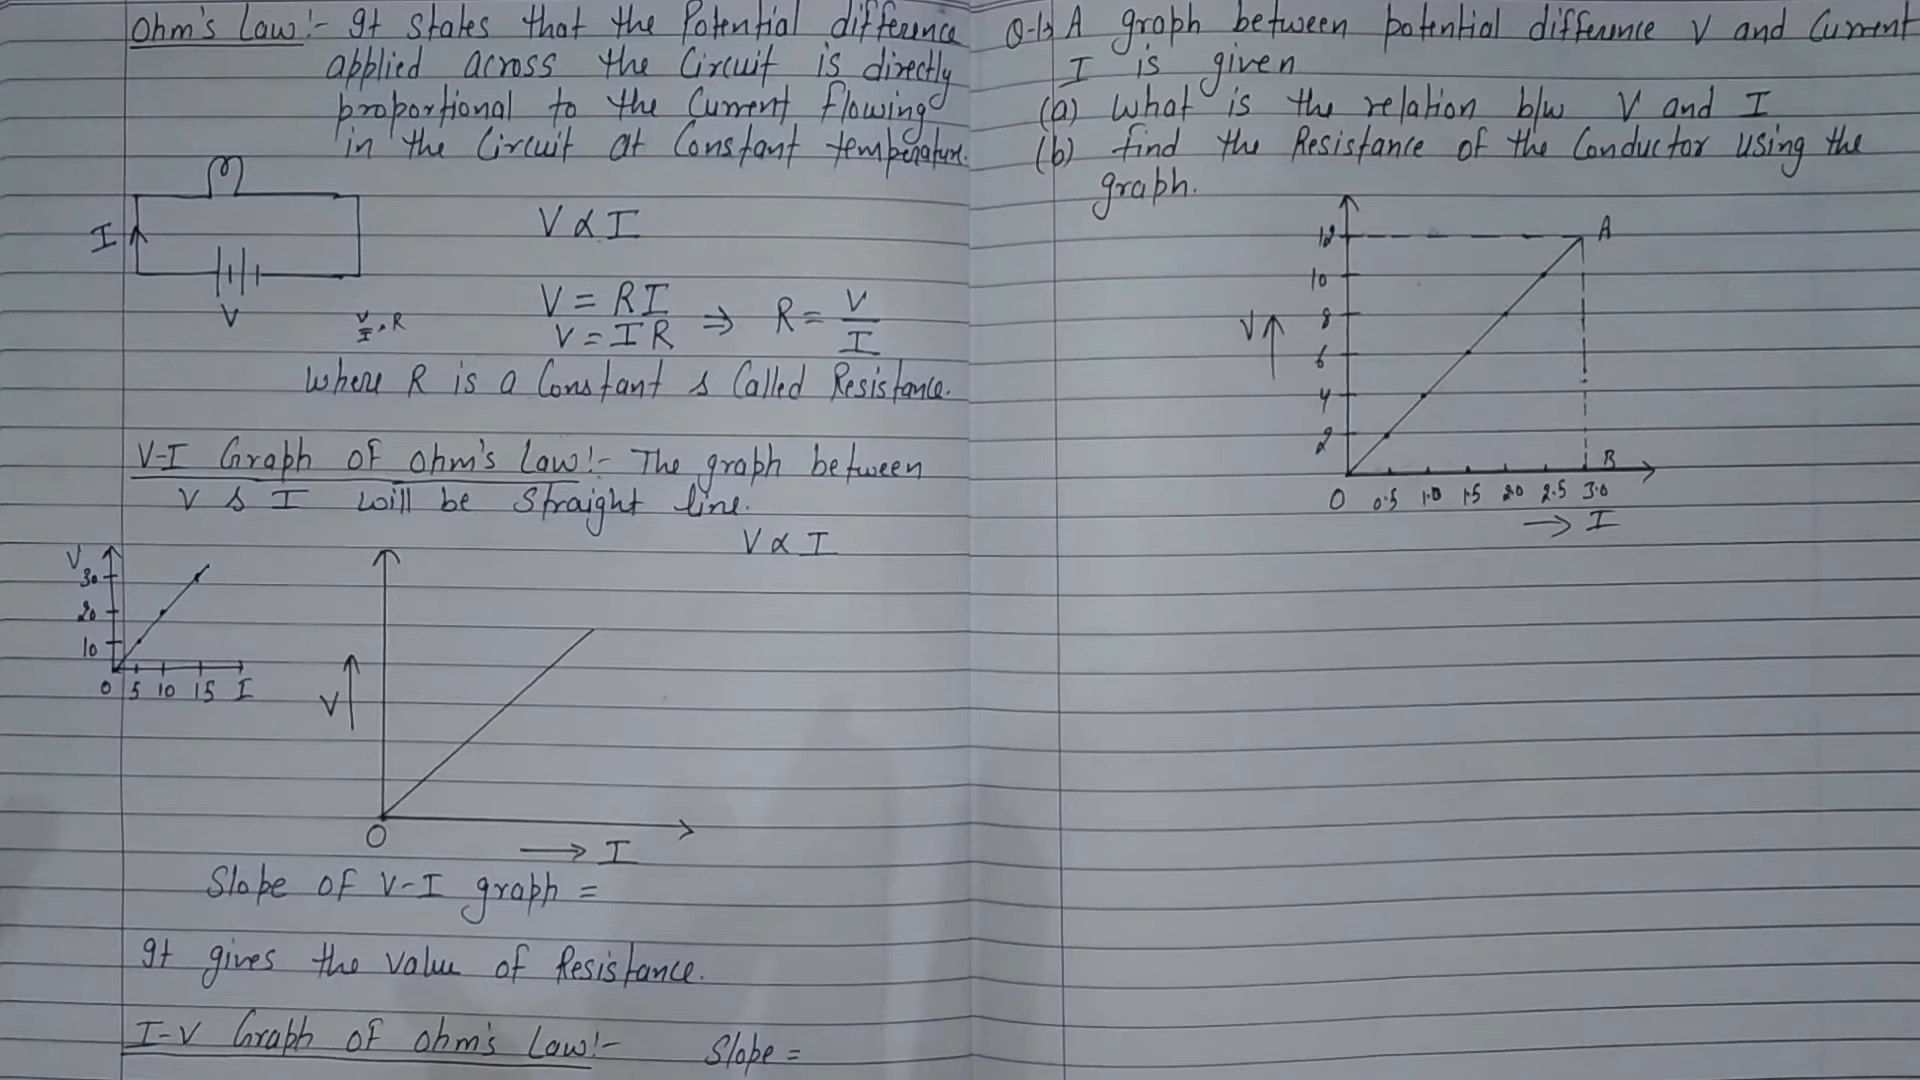 Ohm's Law:- It states that the Potential difference
applied across the Circuit is directly
proportional to the Current flowing
in the Circuit at Constant temperature.
I
V
V ∝ I
V = RI
V = IR ⇒ R = V/I
V/I = R
where R is a Constant & Called Resistance.
V-I Graph of Ohm's Law:- The graph between
V & I will be straight line.
V ∝ I
V
30
20
10
0 5 10 15 I
V
O
→ I
Slope of V-I graph =
It gives the value of Resistance.
I-V Graph of Ohm's Law:- Slope =
Q-1) A graph between potential difference V and Current
I is given
(a) What is the relation b/w V and I
(b) find the Resistance of the Conductor using the
graph.
12 A
10
V 8
6
4
2
B
0 0.5 1.0 1.5 2.0 2.5 3.0
→ I